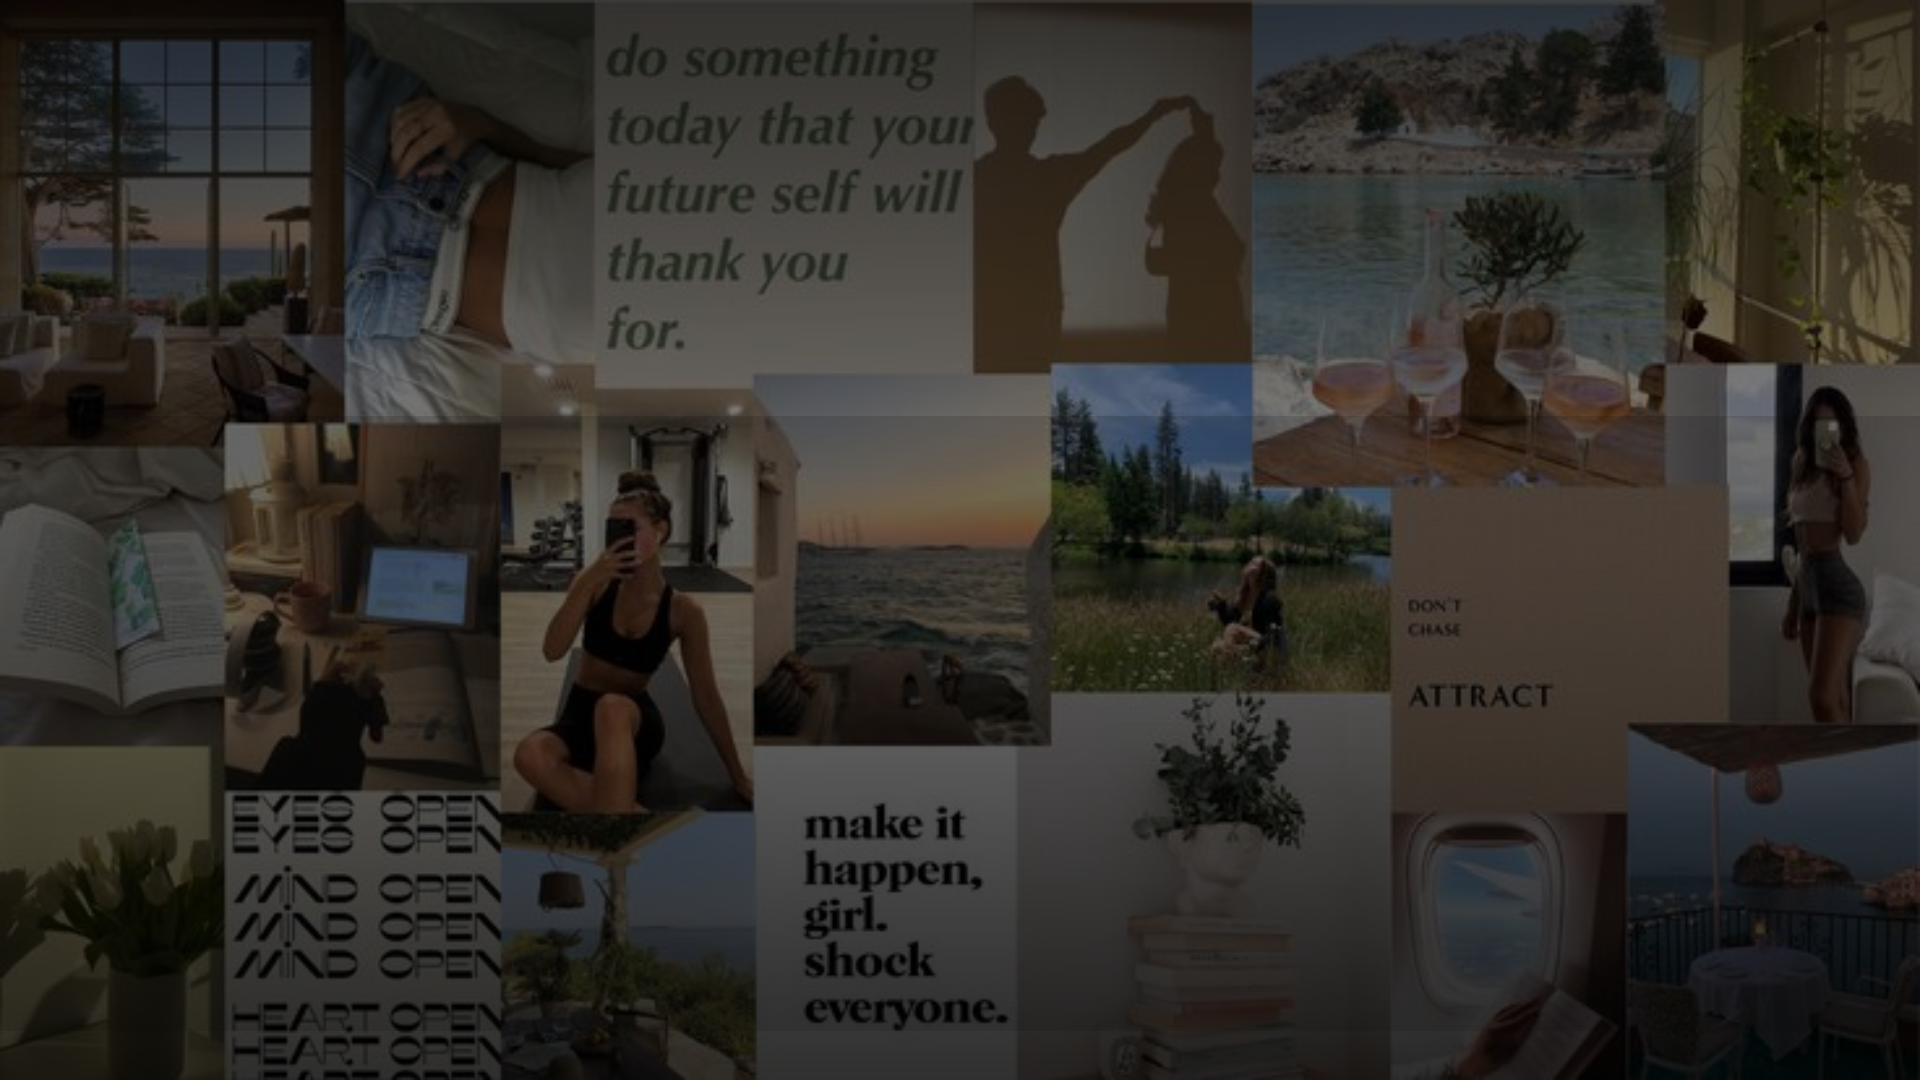 do something
today that your
future self will
thank you
for.
DON'T
CHASE
ATTRACT
EYES OPEN
EYES OPEN
MIND OPEN
MIND OPEN
MIND OPEN
HEART OPEN
HEART OPEN
make it
happen,
girl.
shock
everyone.